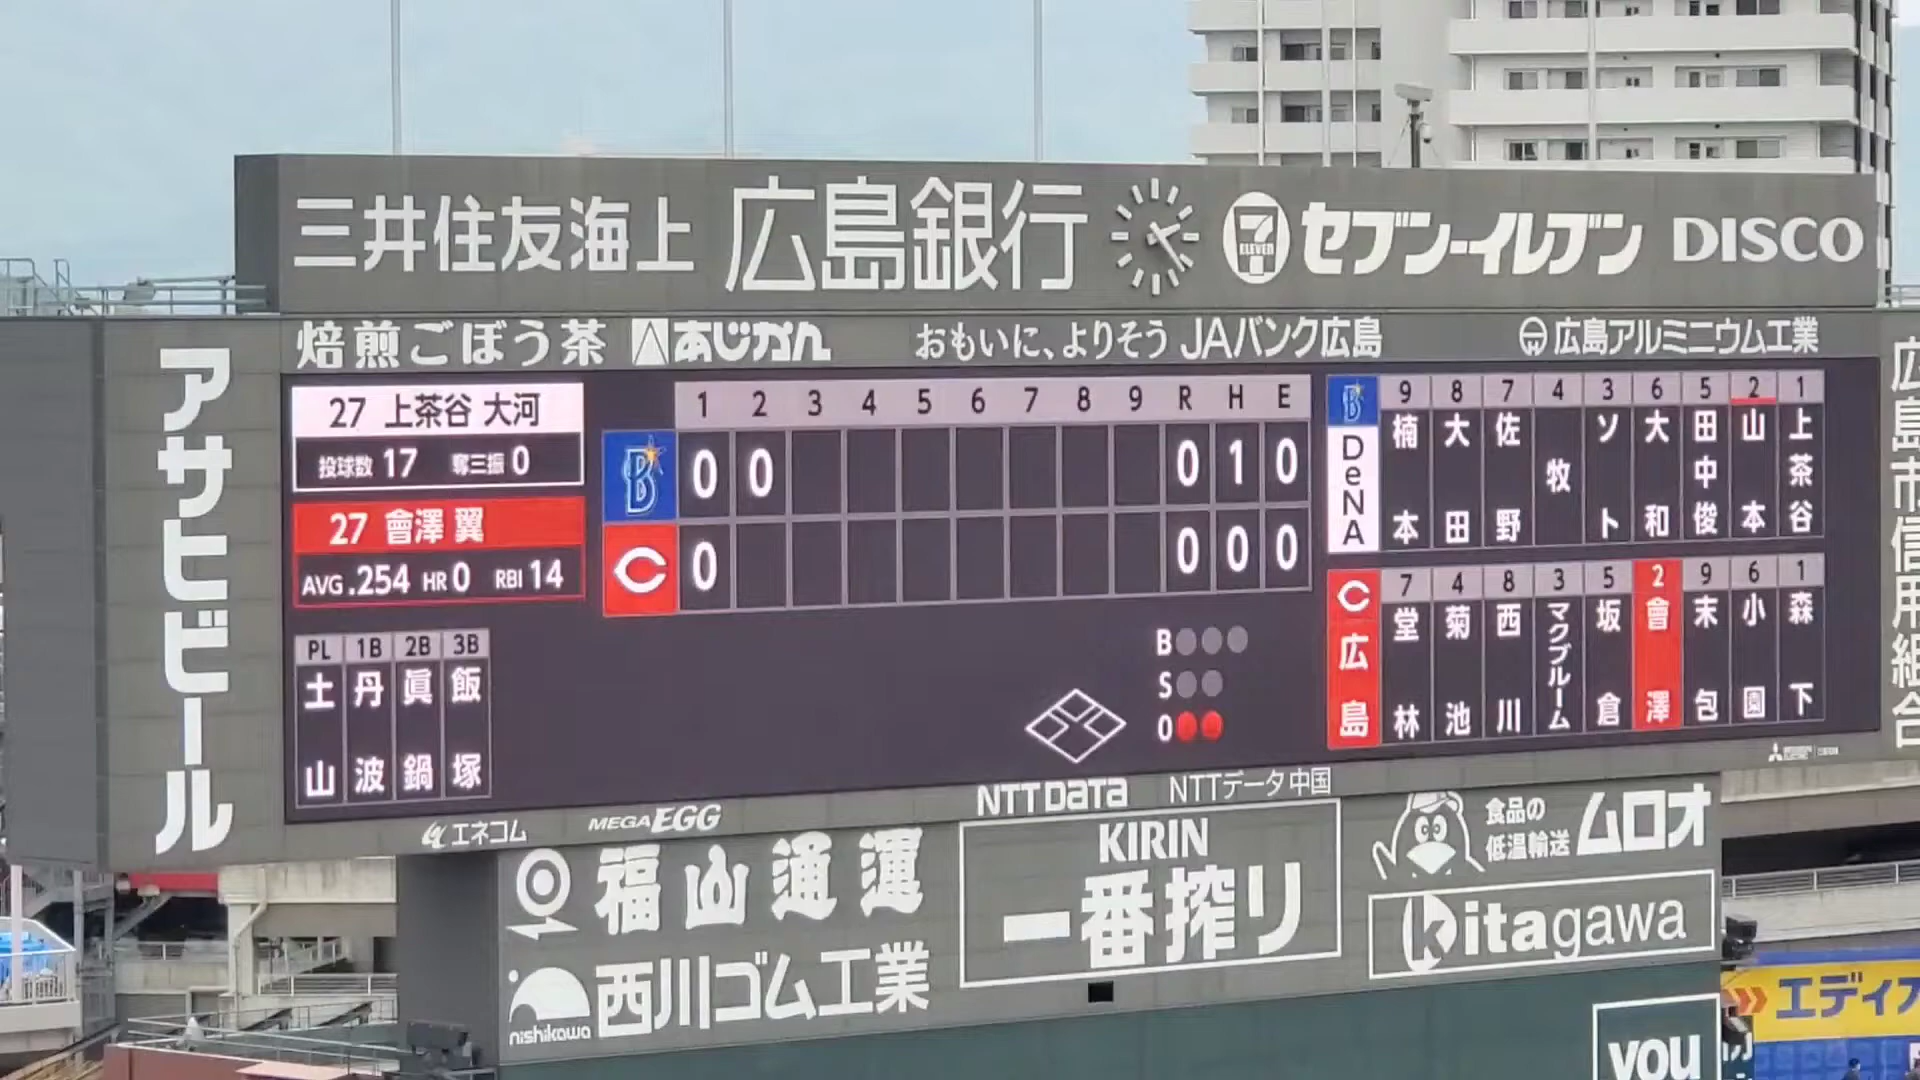 三井住友海上 広島銀行 7 ELEVEN セブン-イレブン DISCO
焙煎ごぼう茶 あじかん おもいに、よりそう JAバンク広島 広島アルミニウム工業
アサヒビール
27 上茶谷 大河
投球数 17 奪三振 0
27 會澤 翼
AVG .254 HR 0 RBI 14
PL 1B 2B 3B
土山 丹波 眞鍋 飯塚
1 2 3 4 5 6 7 8 9 R H E
B 0 0 0 1 0
C 0 0 0 0
B
S
O
B DeNA
9 8 7 4 3 6 5 2 1
楠本 大田 佐野 牧 ソト 大和 田中俊 山本 上茶谷
C 広島
7 4 8 3 5 2 9 6 1
堂林 菊池 西川 マクブルーム 坂倉 會澤 末包 小園 森下
広島市信用組合
エネコム MEGA EGG NTT DATA NTTデータ中国
福山通運
nishikawa 西川ゴム工業
KIRIN
一番搾り
食品の
低温輸送 ムロオ
kitagawa
エディ
you